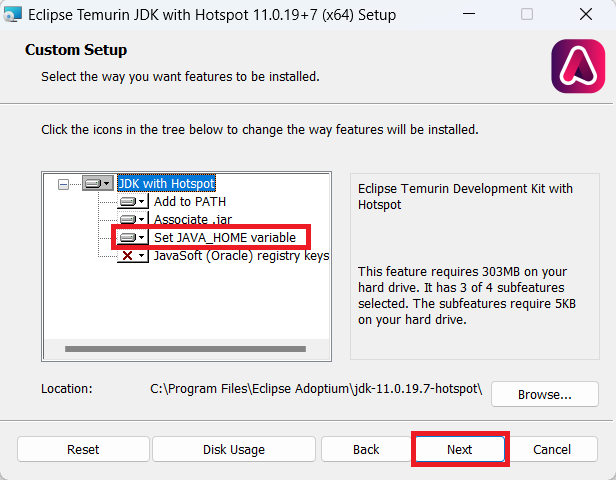 Eclipse Temurin JDK with Hotspot 11.0.19+7 (x64) Setup
Custom Setup
Select the way you want features to be installed.
Click the icons in the tree below to change the way features will be installed.
JDK with Hotspot
Add to PATH
Associate .jar
Set JAVA_HOME variable
JavaSoft (Oracle) registry keys
Eclipse Temurin Development Kit with
Hotspot
This feature requires 303MB on your
hard drive. It has 3 of 4 subfeatures
selected. The subfeatures require 5KB
on your hard drive.
Location: C:\Program Files\Eclipse Adoptium\jdk-11.0.19.7-hotspot\
Browse...
Reset Disk Usage Back Next Cancel